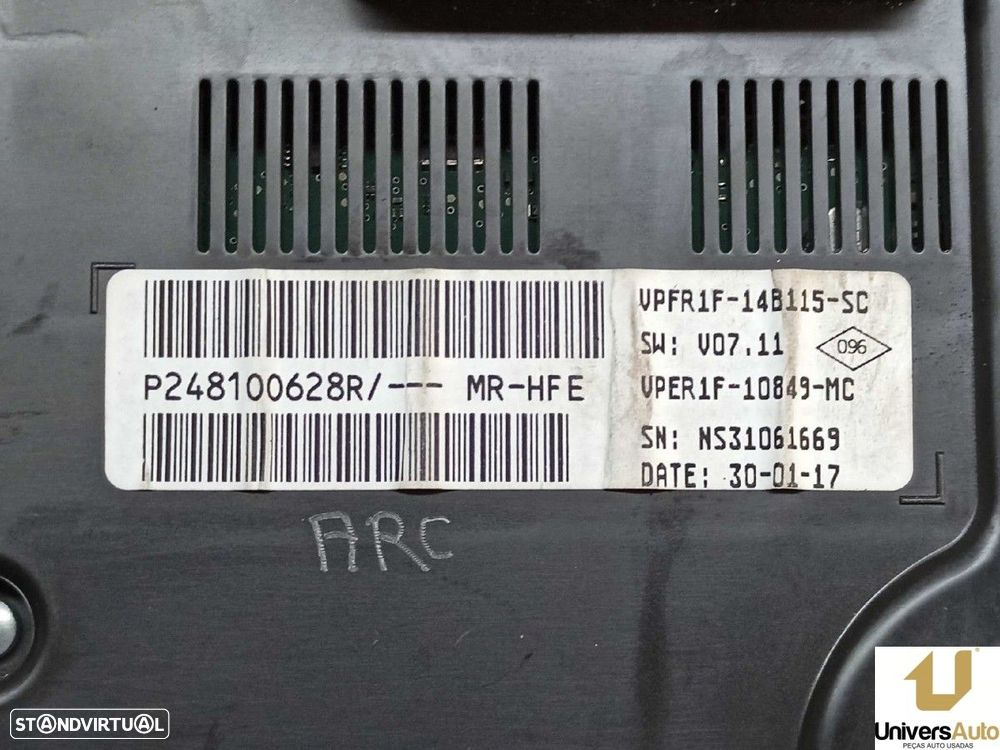 P248100628R/--- MR-HFE
VPFR1F-14B115-SC
SW: V07.11
096
VPER1F-10849-MC
SN: NS31061669
DATE: 30-01-17
ARC
STANDVIRTUAL
UniversAuto
PEÇAS AUTO USADAS